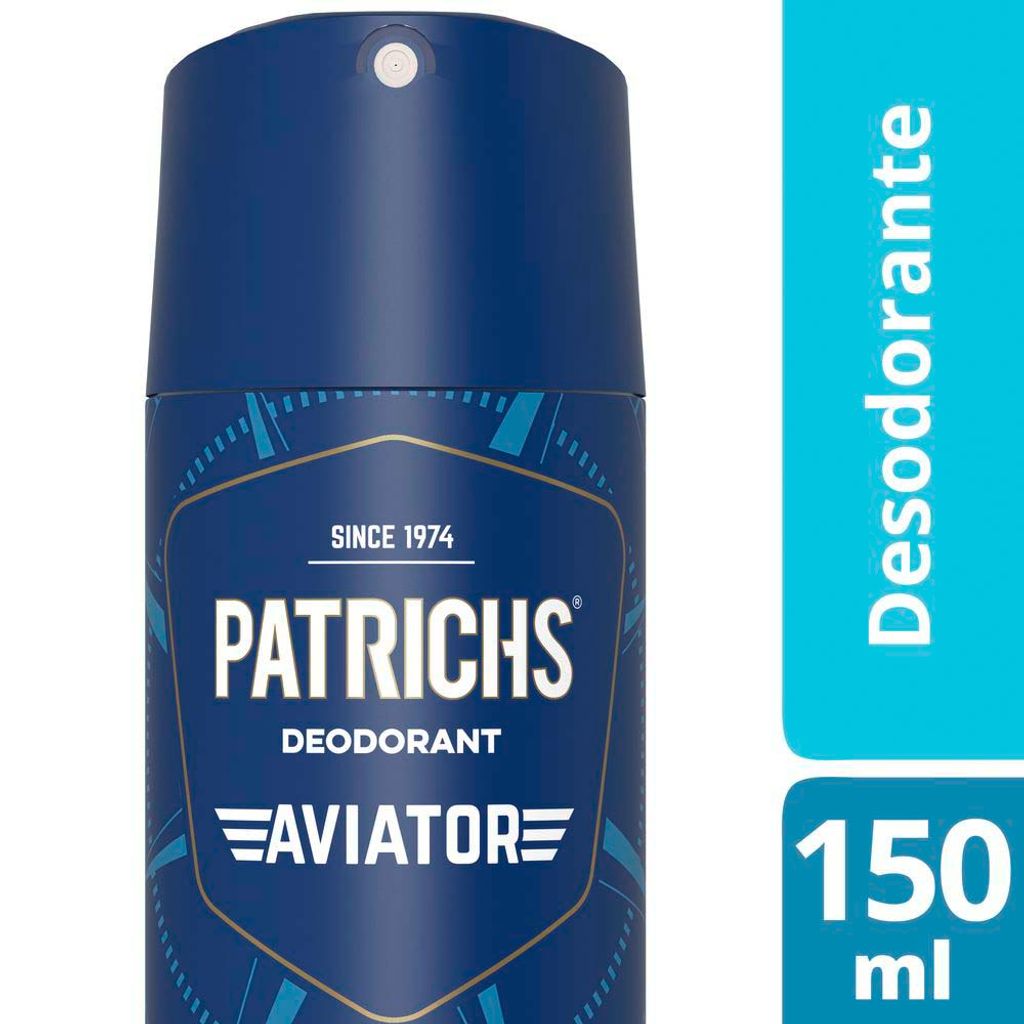 SINCE 1974
PATRICHS®
DEODORANT
AVIATOR
Desodorante
150
ml